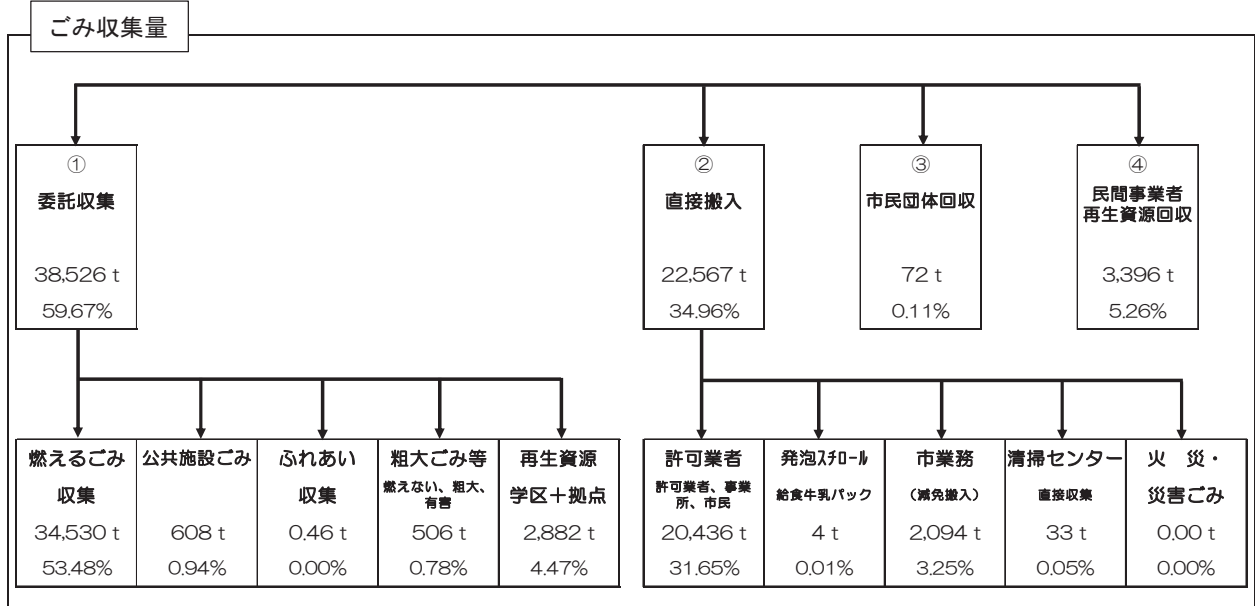 ごみ収集量
①
委託収集
38,526 t
59.67%
②
直接搬入
22,567 t
34.96%
③
市民団体回収
72 t
0.11%
④
民間事業者
再生資源回収
3,396 t
5.26%
燃えるごみ
収集
34,530 t
53.48%
公共施設ごみ
608 t
0.94%
ふれあい
収集
0.46 t
0.00%
粗大ごみ等
燃えない、粗大、
有害
506 t
0.78%
再生資源
学区+拠点
2,882 t
4.47%
許可業者
許可業者、事業
所、市民
20,436 t
31.65%
発泡スチロール
給食牛乳パック
4 t
0.01%
市業務
(減免搬入)
2,094 t
3.25%
清掃センター
直接収集
33 t
0.05%
火 災・
災害ごみ
0.00 t
0.00%